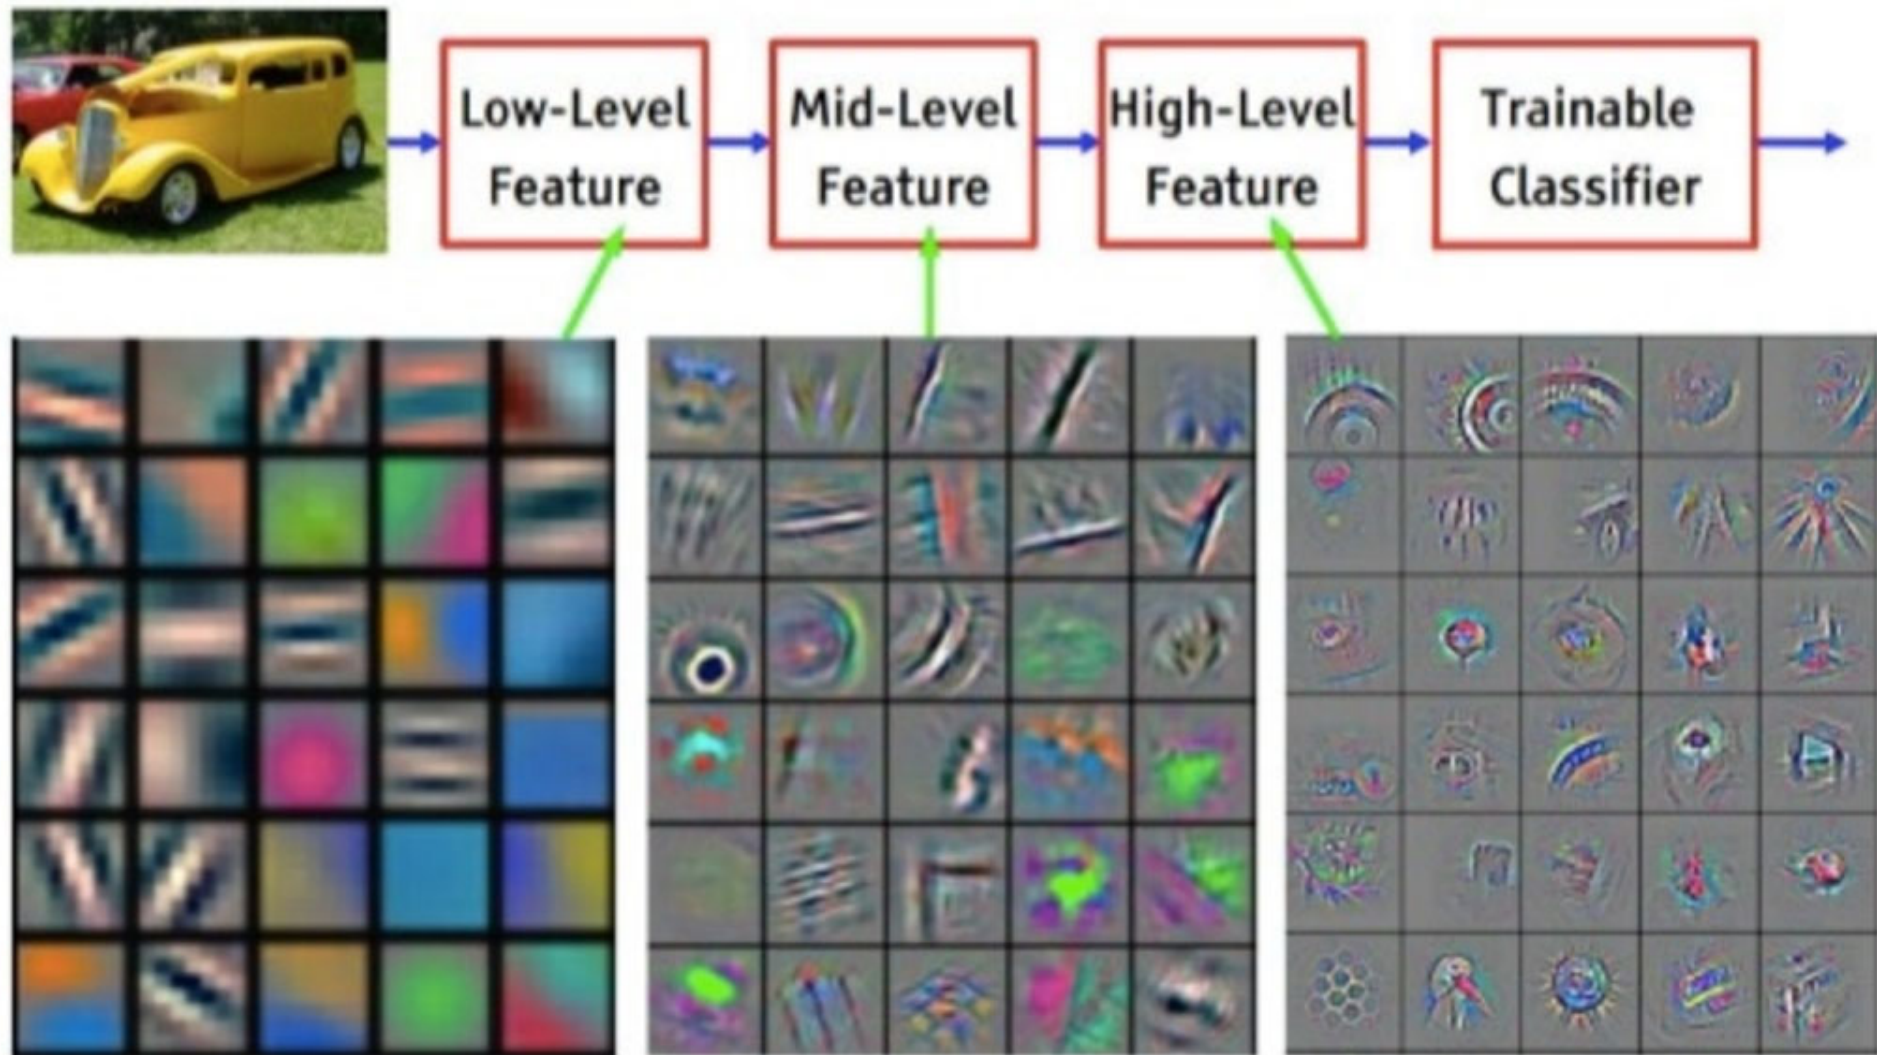 Low-Level
Feature
Mid-Level
Feature
High-Level
Feature
Trainable
Classifier